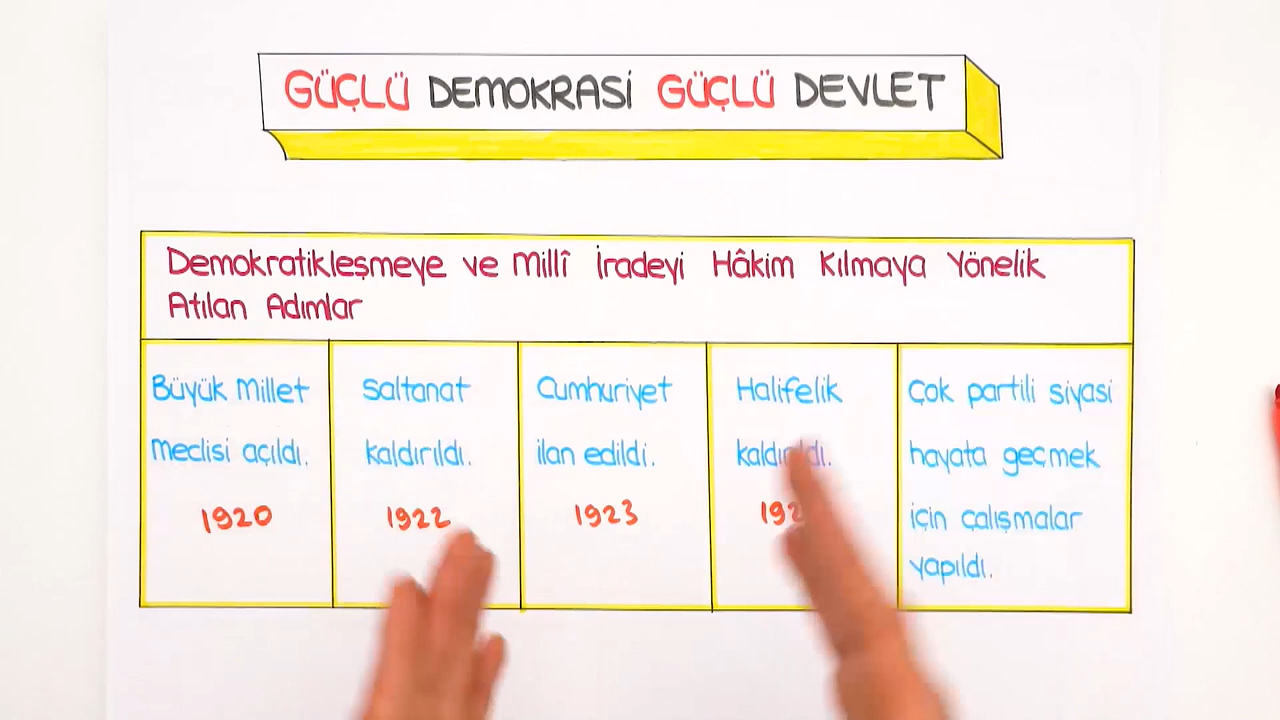 GÜÇLÜ DEMOKRASİ GÜÇLÜ DEVLET
Demokratikleşmeye ve Millî İradeyi Hâkim Kılmaya Yönelik
Atılan Adımlar
Büyük Millet
Meclisi açıldı.
1920
Saltanat
kaldırıldı.
1922
Cumhuriyet
ilan edildi.
1923
Halifelik
Çok partili siyasi
hayata geçmek
için çalışmalar
yapıldı.